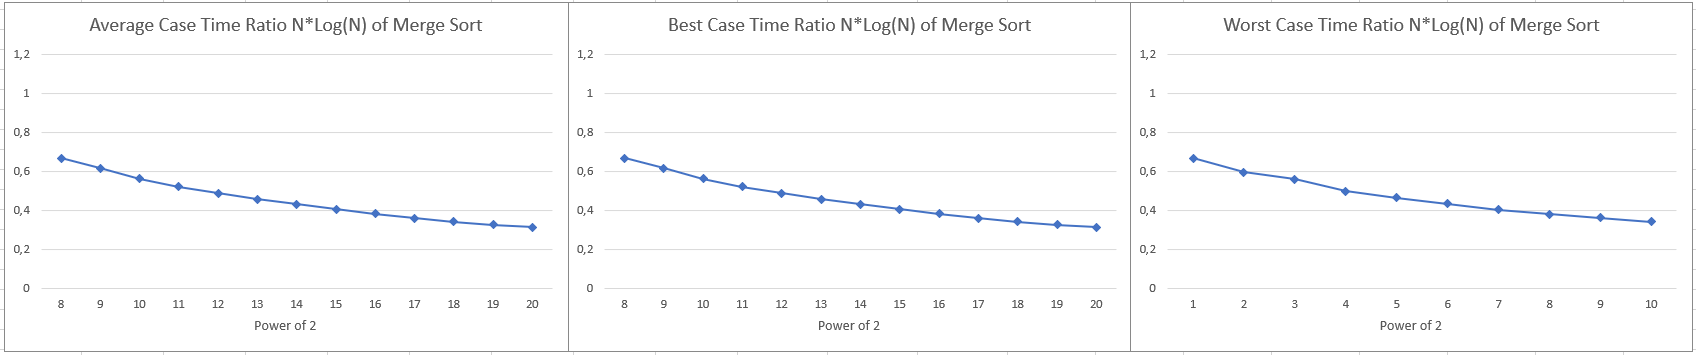 Average Case Time Ratio N*Log(N) of Merge Sort
1,2
1
0,8
0,6
0,4
0,2
0
8 9 10 11 12 13 14 15 16 17 18 19 20
Power of 2
Best Case Time Ratio N*Log(N) of Merge Sort
1,2
1
0,8
0,6
0,4
0,2
0
8 9 10 11 12 13 14 15 16 17 18 19 20
Power of 2
Worst Case Time Ratio N*Log(N) of Merge Sort
1,2
1
0,8
0,6
0,4
0,2
0
1 2 3 4 5 6 7 8 9 10
Power of 2